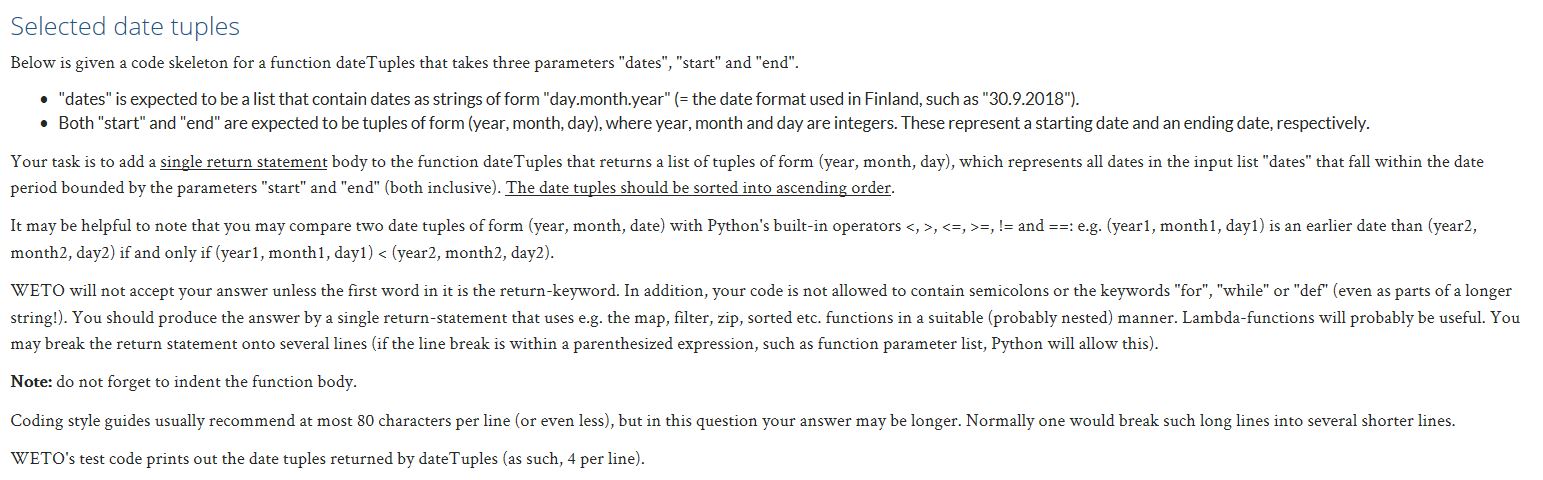 Selected date tuples
Below is given a code skeleton for a function dateTuples that takes three parameters "dates", "start" and "end".
• "dates" is expected to be a list that contain dates as strings of form "day.month.year" (= the date format used in Finland, such as "30.9.2018").
• Both "start" and "end" are expected to be tuples of form (year, month, day), where year, month and day are integers. These represent a starting date and an ending date, respectively.
Your task is to add a single return statement body to the function dateTuples that returns a list of tuples of form (year, month, day), which represents all dates in the input list "dates" that fall within the date
period bounded by the parameters "start" and "end" (both inclusive). The date tuples should be sorted into ascending order.
It may be helpful to note that you may compare two date tuples of form (year, month, date) with Python's built-in operators <, >, <=, >=, != and ==: e.g. (year1, month1, day1) is an earlier date than (year2,
month2, day2) if and only if (year1, month1, day1) < (year2, month2, day2).
WETO will not accept your answer unless the first word in it is the return-keyword. In addition, your code is not allowed to contain semicolons or the keywords "for", "while" or "def" (even as parts of a longer
string!). You should produce the answer by a single return-statement that uses e.g. the map, filter, zip, sorted etc. functions in a suitable (probably nested) manner. Lambda-functions will probably be useful. You
may break the return statement onto several lines (if the line break is within a parenthesized expression, such as function parameter list, Python will allow this).
Note: do not forget to indent the function body.
Coding style guides usually recommend at most 80 characters per line (or even less), but in this question your answer may be longer. Normally one would break such long lines into several shorter lines.
WETO's test code prints out the date tuples returned by dateTuples (as such, 4 per line).